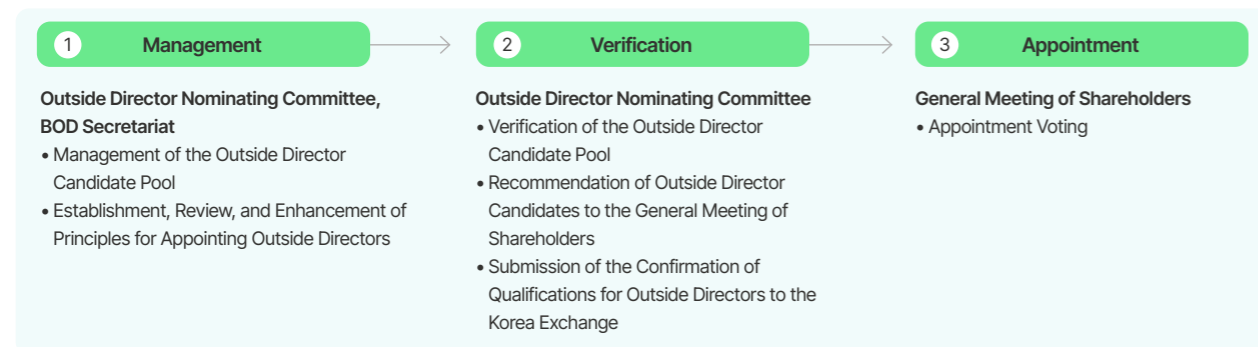 1 Management
Outside Director Nominating Committee,
BOD Secretariat
• Management of the Outside Director
Candidate Pool
• Establishment, Review, and Enhancement of
Principles for Appointing Outside Directors
2 Verification
Outside Director Nominating Committee
• Verification of the Outside Director
Candidate Pool
• Recommendation of Outside Director
Candidates to the General Meeting of
Shareholders
• Submission of the Confirmation of
Qualifications for Outside Directors to the
Korea Exchange
3 Appointment
General Meeting of Shareholders
• Appointment Voting